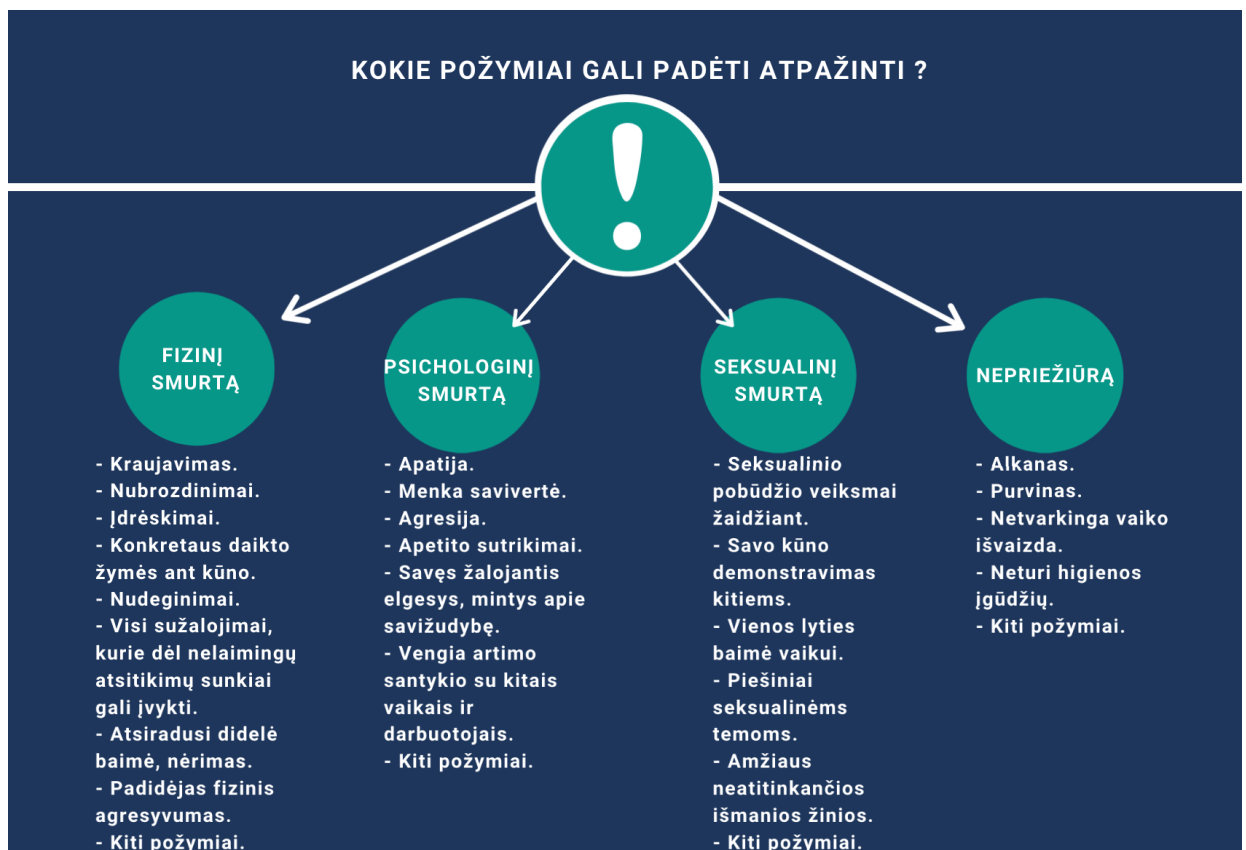 KOKIE POŽYMIAI GALI PADĖTI ATPAŽINTI ?
FIZINĮ
SMURTĄ
- Kraujavimas.
- Nubrozdinimai.
- Įdrėskimai.
- Konkretaus daikto
žymės ant kūno.
- Nudeginimai.
- Visi sužalojimai,
kurie dėl nelaimingų
atsitikimų sunkiai
gali įvykti.
- Atsiradusi didelė
baimė, nėrimas.
- Padidėjas fizinis
agresyvumas.
- Kiti požymiai.
PSICHOLOGINĮ
SMURTĄ
- Apatija.
- Menka savivertė.
- Agresija.
- Apetito sutrikimai.
- Savęs žalojantis
elgesys, mintys apie
savižudybę.
- Vengia artimo
santykio su kitais
vaikais ir
darbuotojais.
- Kiti požymiai.
SEKSUALINĮ
SMURTĄ
- Seksualinio
pobūdžio veiksmai
žaidžiant.
- Savo kūno
demonstravimas
kitiems.
- Vienos lyties
baimė vaikui.
- Piešiniai
seksualinėms
temoms.
- Amžiaus
neatitinkančios
išmanios žinios.
- Kiti požymiai.
NEPRIEŽIŪRĄ
- Alkanas.
- Purvinas.
- Netvarkinga vaiko
išvaizda.
- Neturi higienos
įgūdžių.
- Kiti požymiai.